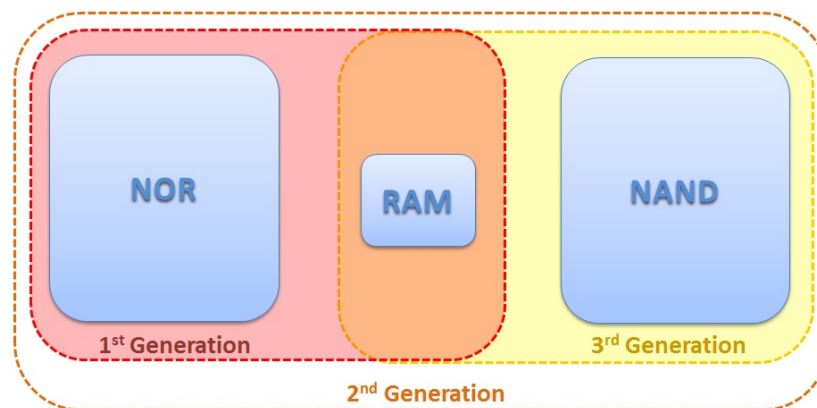 NOR
RAM
NAND
1st Generation
3rd Generation
2nd Generation